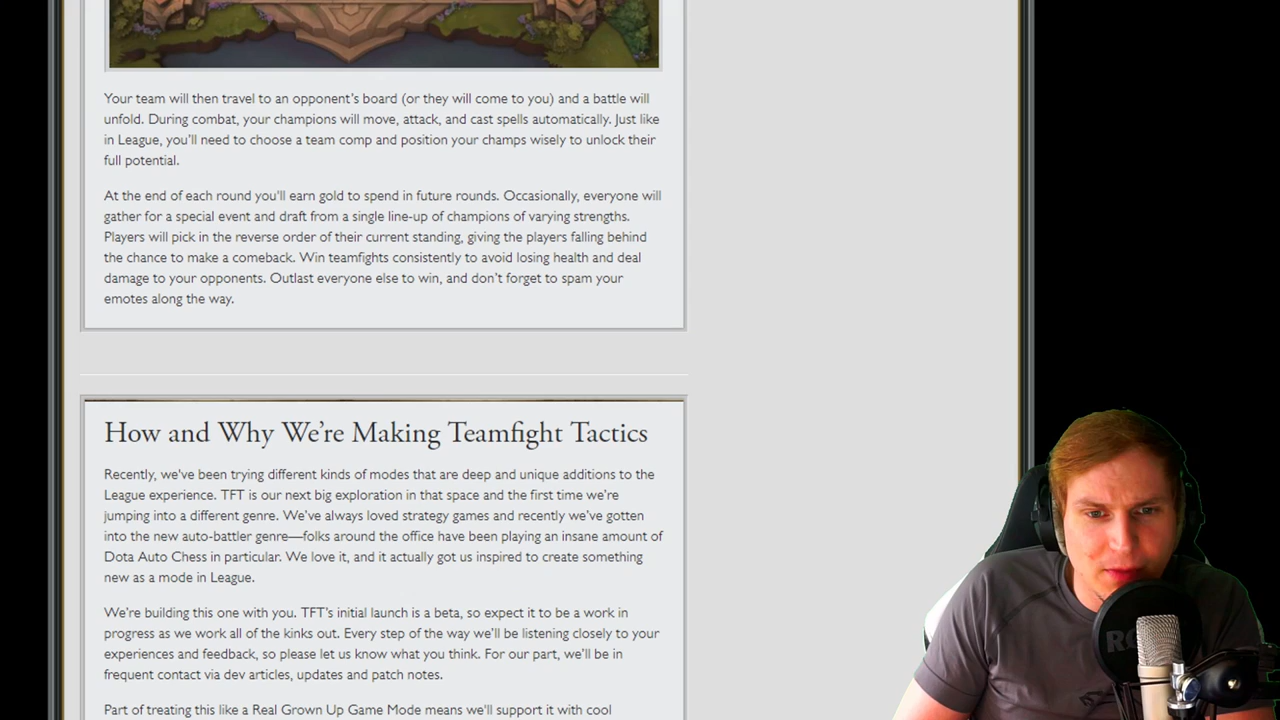 Your team will then travel to an opponent's board (or they will come to you) and a battle will
unfold. During combat, your champions will move, attack, and cast spells automatically. Just like
in League, you'll need to choose a team comp and position your champs wisely to unlock their
full potential.
At the end of each round you'll earn gold to spend in future rounds. Occasionally, everyone will
gather for a special event and draft from a single line-up of champions of varying strengths.
Players will pick in the reverse order of their current standing, giving the players falling behind
the chance to make a comeback. Win teamfights consistently to avoid losing health and deal
damage to your opponents. Outlast everyone else to win, and don't forget to spam your
emotes along the way.
How and Why We're Making Teamfight Tactics
Recently, we've been trying different kinds of modes that are deep and unique additions to the
League experience. TFT is our next big exploration in that space and the first time we're
jumping into a different genre. We've always loved strategy games and recently we've gotten
into the new auto-battler genre—folks around the office have been playing an insane amount of
Dota Auto Chess in particular. We love it, and it actually got us inspired to create something
new as a mode in League.
We're building this one with you. TFT's initial launch is a beta, so expect it to be a work in
progress as we work all of the kinks out. Every step of the way we'll be listening closely to your
experiences and feedback, so please let us know what you think. For our part, we'll be in
frequent contact via dev articles, updates and patch notes.
Part of treating this like a Real Grown Up Game Mode means we'll support it with cool